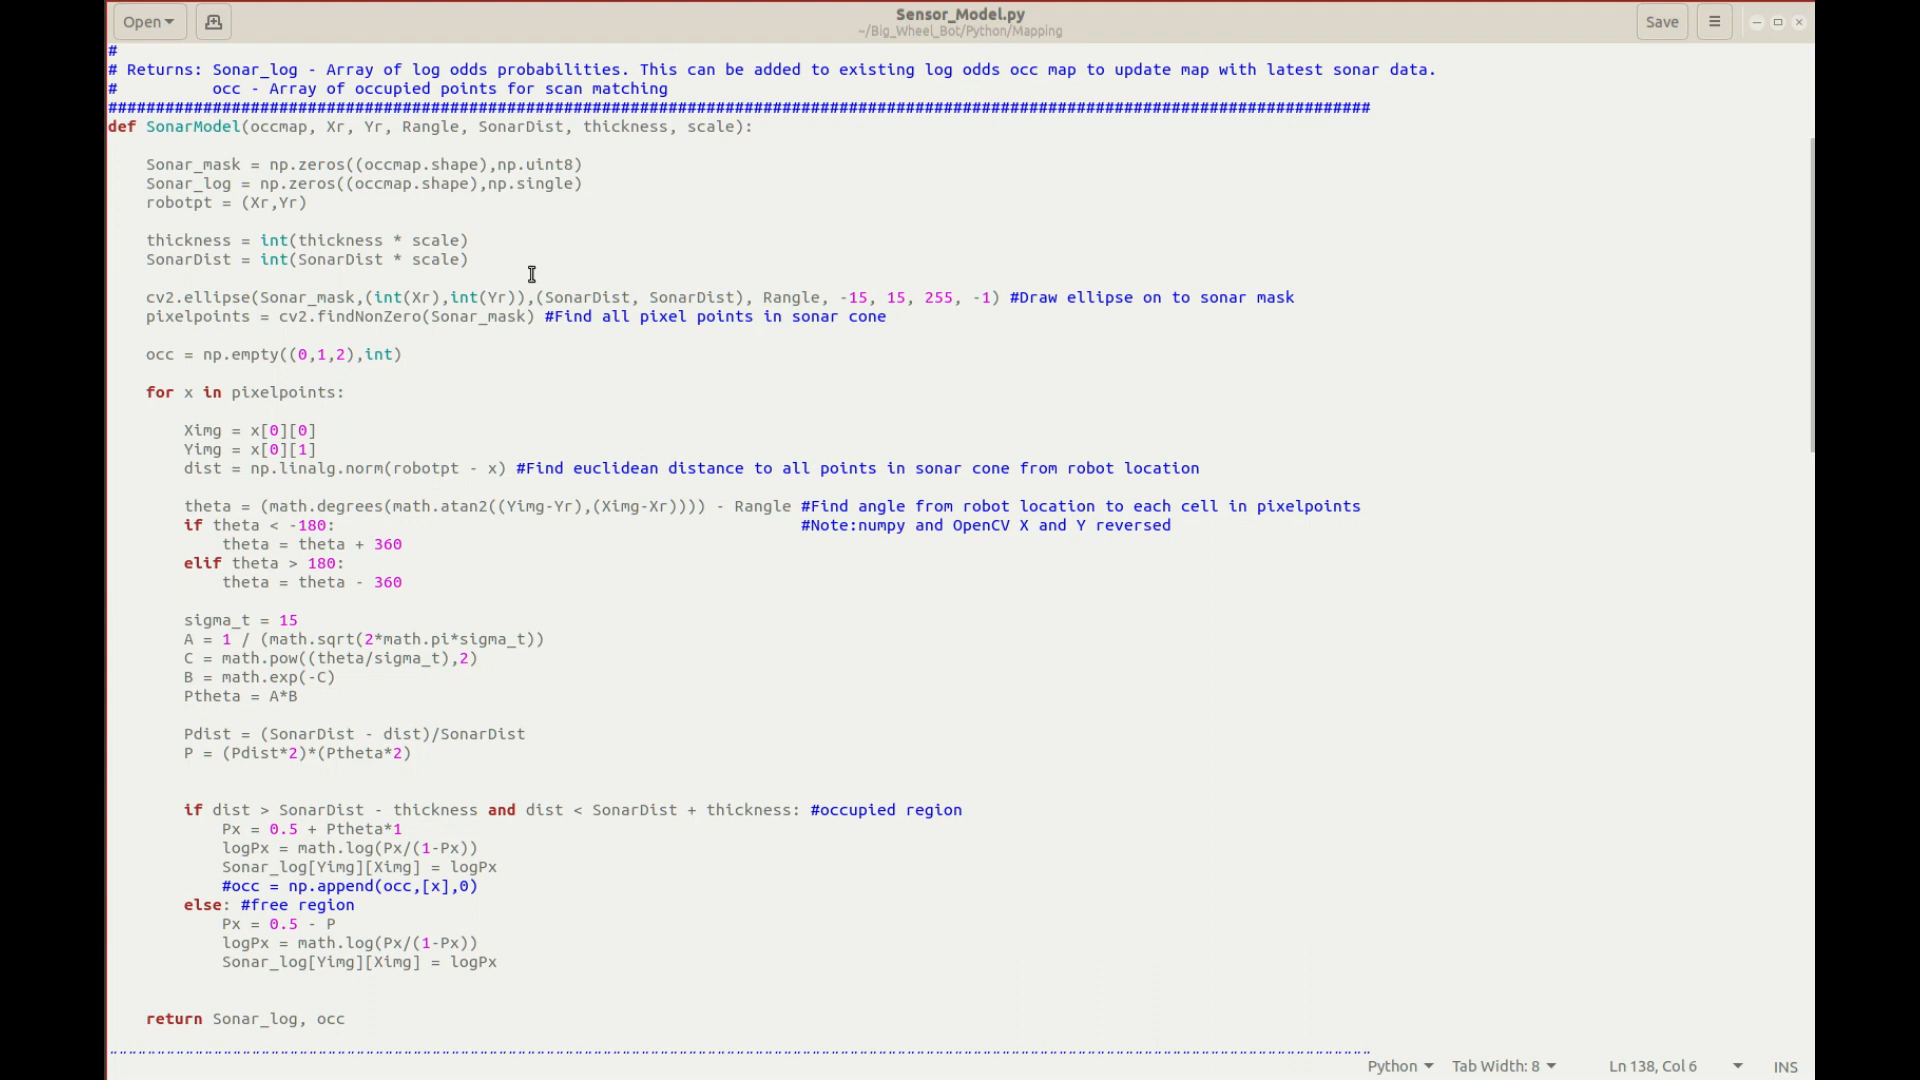 Open
Sensor_Model.py
~/Big_Wheel_Bot/Python/Mapping
Save
#
# Returns: Sonar_log - Array of log odds probabilities. This can be added to existing log odds occ map to update map with latest sonar data.
#          occ - Array of occupied points for scan matching
#####################################################################################################################################
def SonarModel(occmap, Xr, Yr, Rangle, SonarDist, thickness, scale):
    Sonar_mask = np.zeros((occmap.shape),np.uint8)
    Sonar_log = np.zeros((occmap.shape),np.single)
    robotpt = (Xr,Yr)
    thickness = int(thickness * scale)
    SonarDist = int(SonarDist * scale)
    cv2.ellipse(Sonar_mask,(int(Xr),int(Yr)),(SonarDist, SonarDist), Rangle, -15, 15, 255, -1) #Draw ellipse on to sonar mask
    pixelpoints = cv2.findNonZero(Sonar_mask) #Find all pixel points in sonar cone
    occ = np.empty((0,1,2),int)
    for x in pixelpoints:
        Ximg = x[0][0]
        Yimg = x[0][1]
        dist = np.linalg.norm(robotpt - x) #Find euclidean distance to all points in sonar cone from robot location
        theta = (math.degrees(math.atan2((Yimg-Yr),(Ximg-Xr)))) - Rangle #Find angle from robot location to each cell in pixelpoints
        if theta < -180:                                                 #Note:numpy and OpenCV X and Y reversed
            theta = theta + 360
        elif theta > 180:
            theta = theta - 360
        sigma_t = 15
        A = 1 / (math.sqrt(2*math.pi*sigma_t))
        C = math.pow((theta/sigma_t),2)
        B = math.exp(-C)
        Ptheta = A*B
        Pdist = (SonarDist - dist)/SonarDist
        P = (Pdist*2)*(Ptheta*2)
        if dist > SonarDist - thickness and dist < SonarDist + thickness: #occupied region
            Px = 0.5 + Ptheta*1
            logPx = math.log(Px/(1-Px))
            Sonar_log[Yimg][Ximg] = logPx
            #occ = np.append(occ,[x],0)
        else: #free region
            Px = 0.5 - P
            logPx = math.log(Px/(1-Px))
            Sonar_log[Yimg][Ximg] = logPx
    return Sonar_log, occ
Python
Tab Width: 8
Ln 138, Col 6
INS